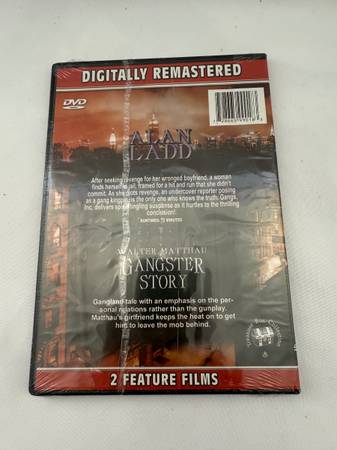 DIGITALLY REMASTERED
DVD
ALAN
LADD
After seeking revenge for her wronged boyfriend, a woman
finds herself in jail, framed for a hit and run that she didn't
commit. As she plots revenge, an undercover reporter posing
as a gang kingpin is the only one who knows the truth. Gangs,
Inc. delivers spine-tingling suspense as it hurtles to the thrilling
conclusion!
RUNTIME: 72 MINUTES
WALTER MATTHAU
GANGSTER
STORY
Gangland tale with an emphasis on the per-
sonal relations rather than the gunplay.
Matthau's girlfriend keeps the heat on to get
him to leave the mob behind.
2 FEATURE FILMS